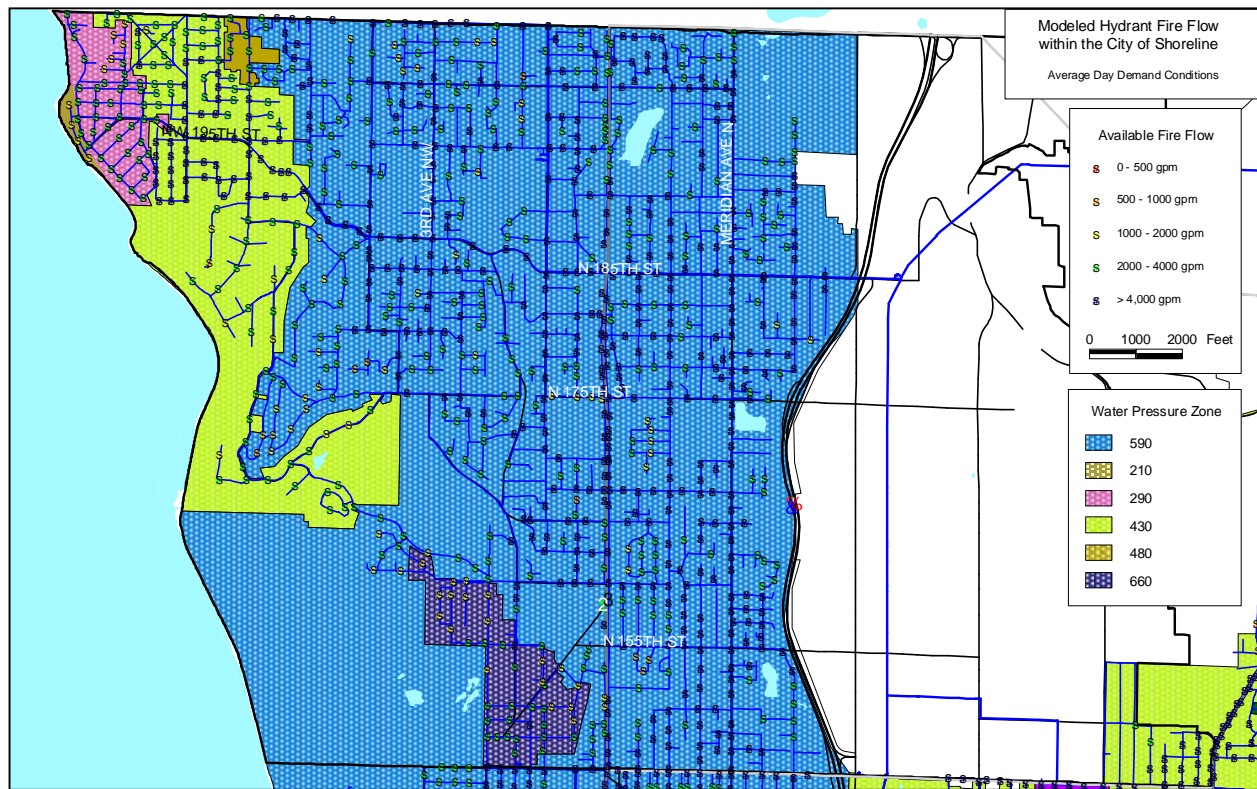 Modeled Hydrant Fire Flow
within the City of Shoreline
Average Day Demand Conditions
Available Fire Flow
0 - 500 gpm
500 - 1000 gpm
1000 - 2000 gpm
2000 - 4000 gpm
> 4,000 gpm
0 1000 2000 Feet
Water Pressure Zone
590
210
290
430
480
660
NW 195TH ST
3RD AVE NW
MERIDIAN AVE N
N 185TH ST
N 175TH ST
N 155TH ST
2